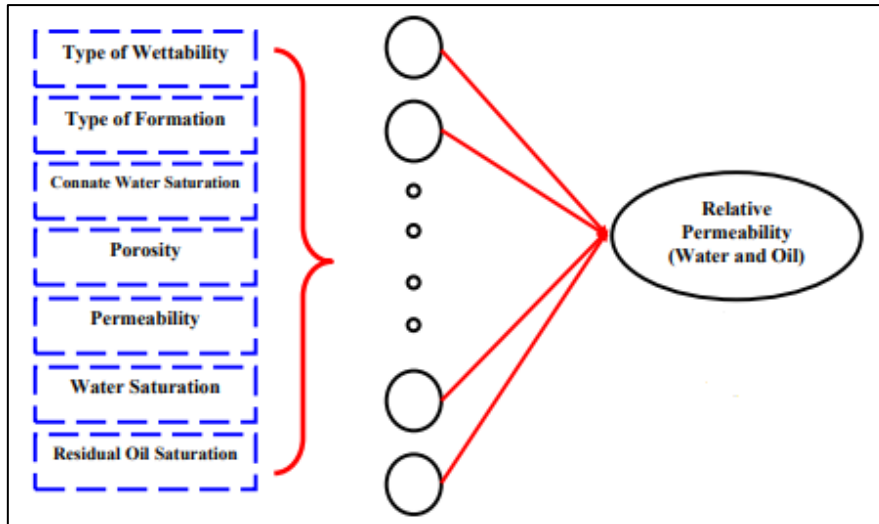 Type of Wettability
Type of Formation
Connate Water Saturation
Porosity
Permeability
Water Saturation
Residual Oil Saturation
Relative
Permeability
(Water and Oil)